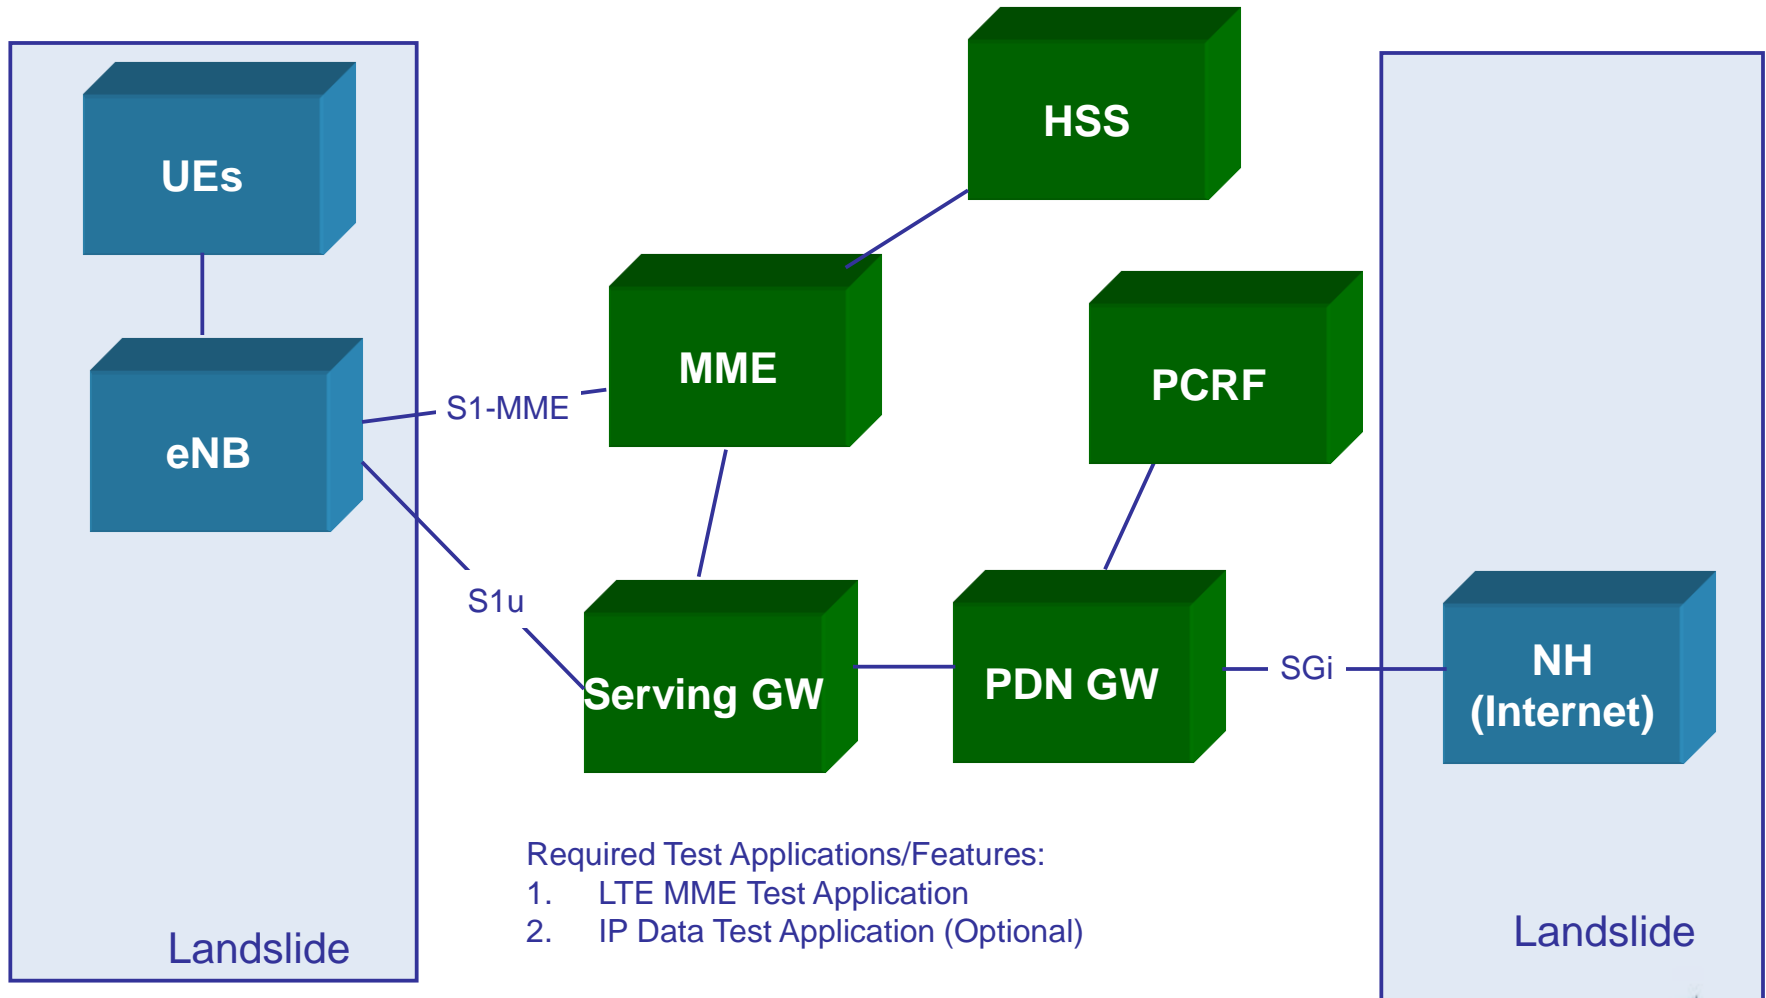 HSS
UEs
MME
PCRF
S1-MME
eNB
S1u
Serving GW
PDN GW
SGi
NH
(Internet)
Required Test Applications/Features:
1. LTE MME Test Application
2. IP Data Test Application (Optional)
Landslide
Landslide